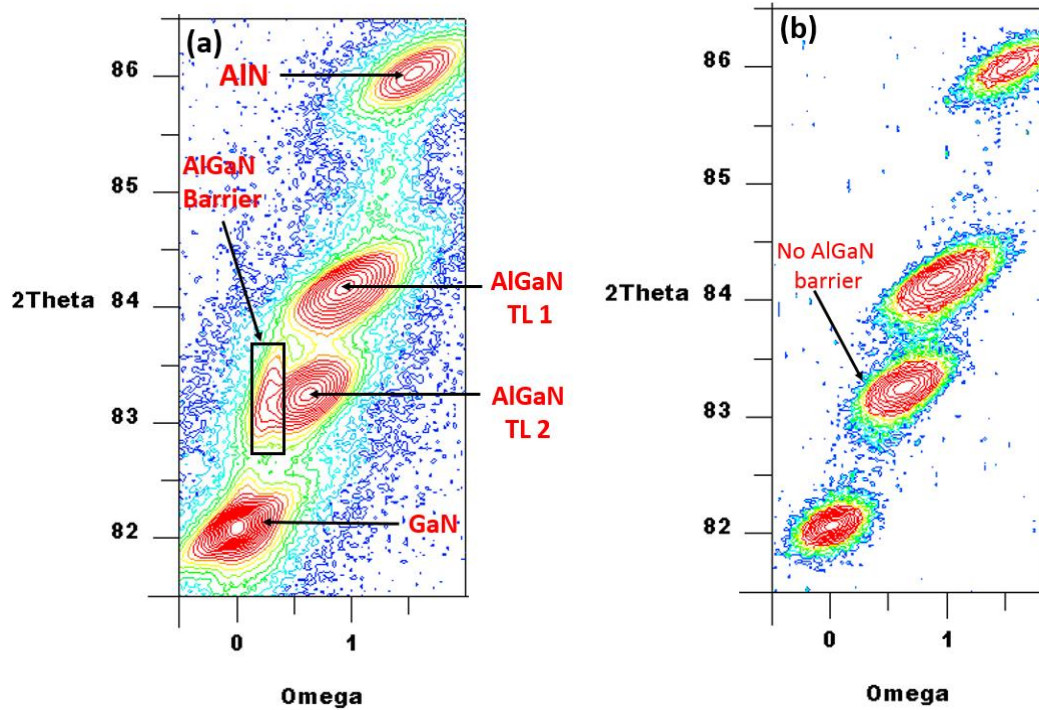 (a)
86
AlN
AlGaN
Barrier
85
2Theta
84
AlGaN
TL 1
83
AlGaN
TL 2
82
GaN
0
1
Omega
(b)
86
85
No AlGaN
barrier
2Theta
84
83
82
0
1
Omega